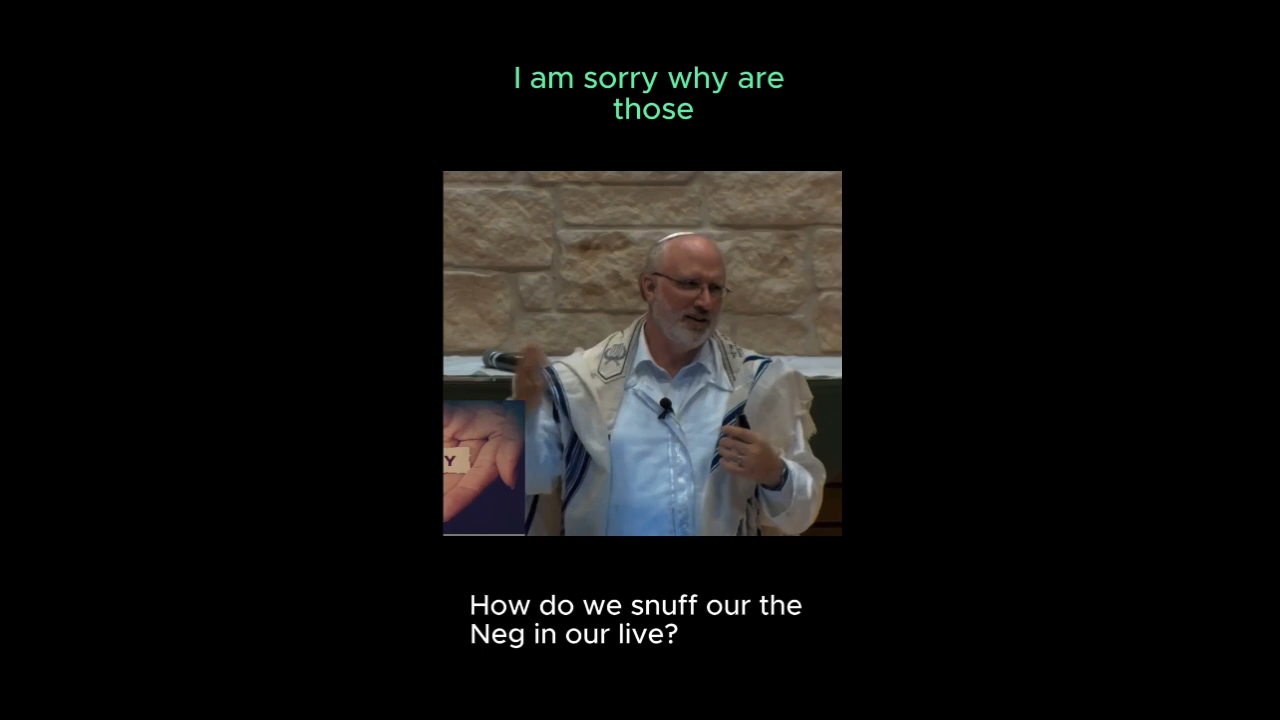 I am sorry why are
those
Y
How do we snuff our the
Neg in our live?